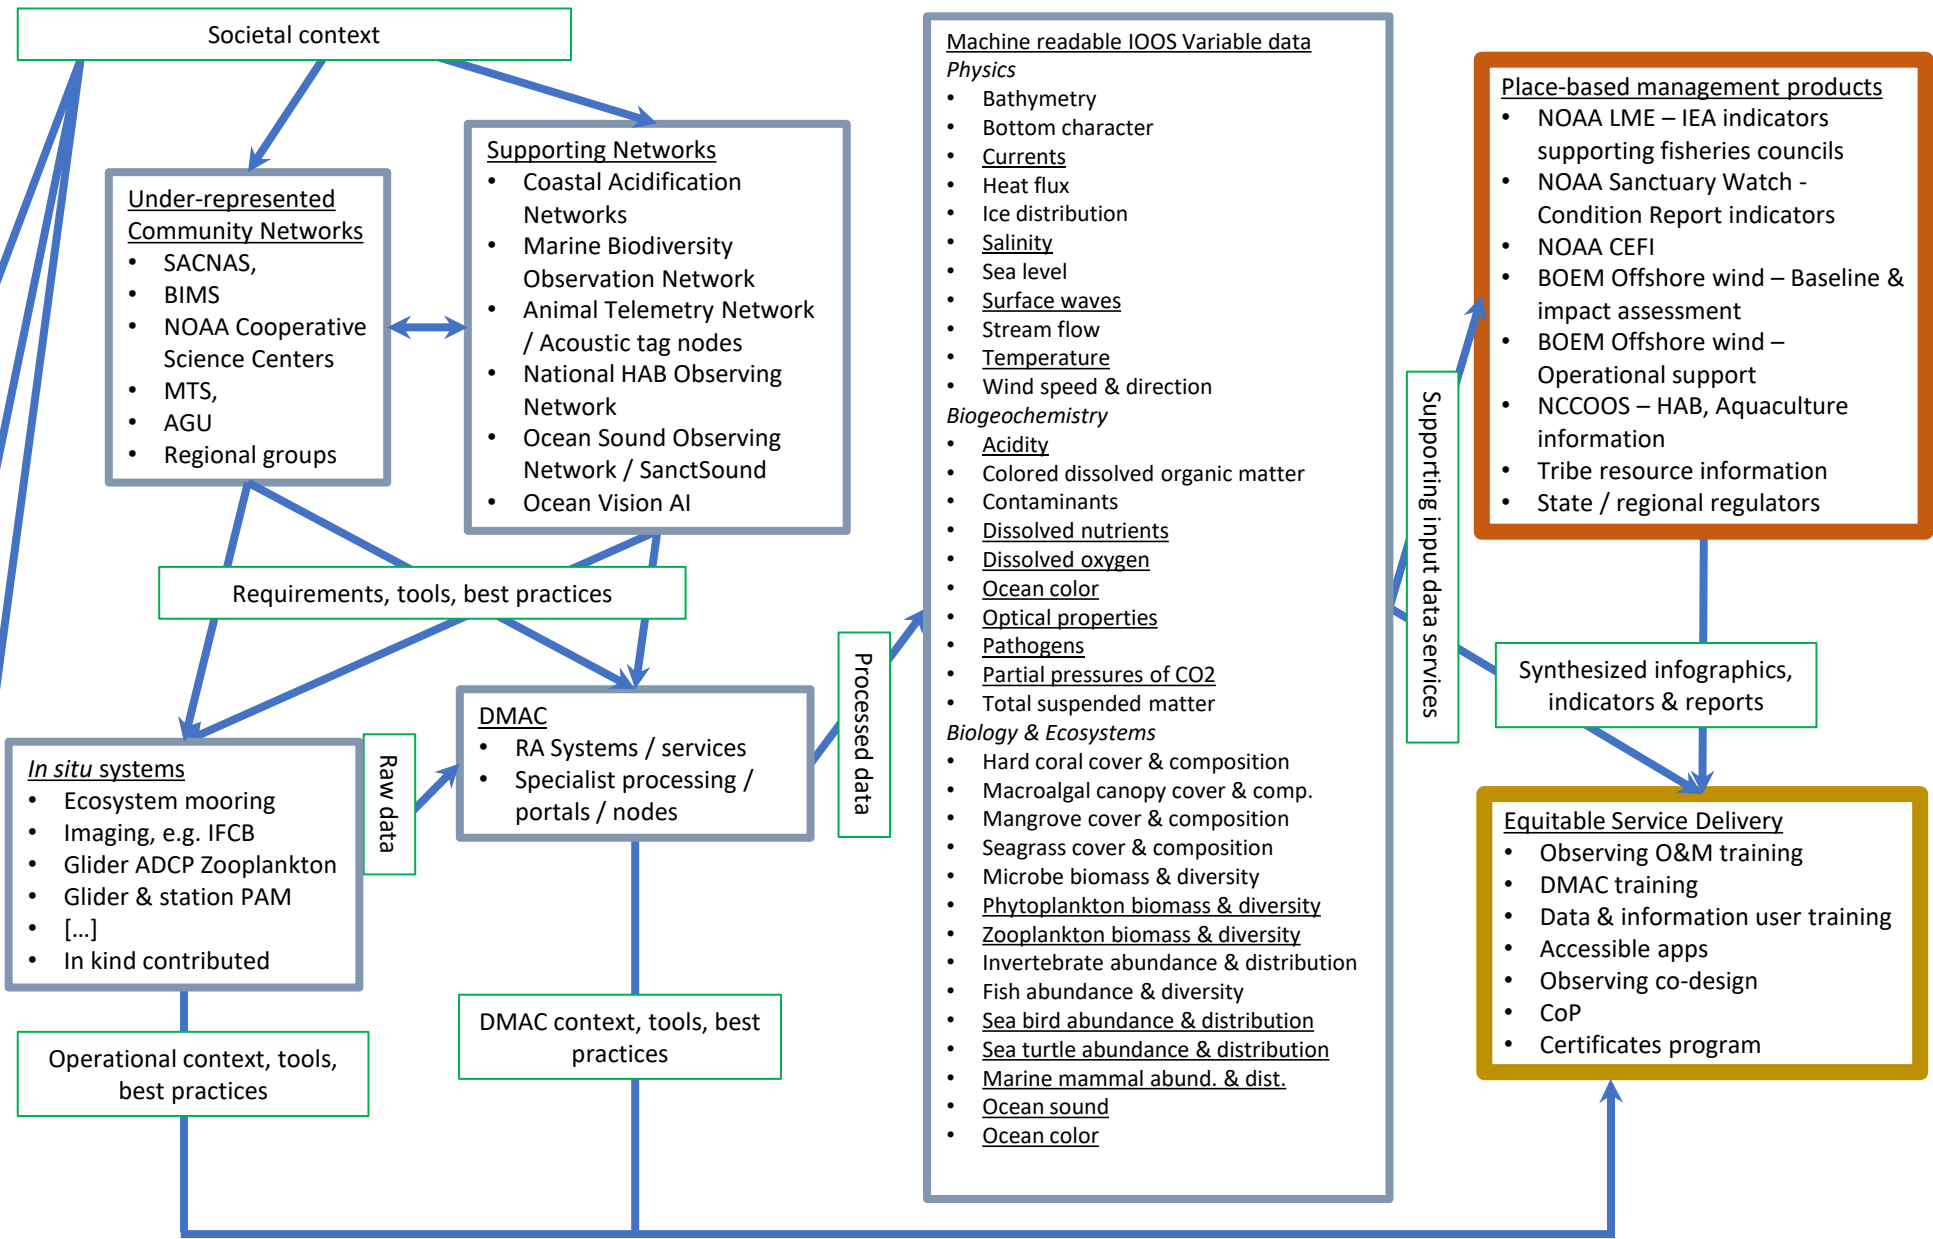 Societal context
Under-represented
Community Networks
• SACNAS,
• BIMS
• NOAA Cooperative
Science Centers
• MTS,
• AGU
• Regional groups
Supporting Networks
• Coastal Acidification
Networks
• Marine Biodiversity
Observation Network
• Animal Telemetry Network
/ Acoustic tag nodes
• National HAB Observing
Network
• Ocean Sound Observing
Network / SanctSound
• Ocean Vision AI
Requirements, tools, best practices
In situ systems
• Ecosystem mooring
• Imaging, e.g. IFCB
• Glider ADCP Zooplankton
• Glider & station PAM
• […]
• In kind contributed
Raw data
DMAC
• RA Systems / services
• Specialist processing /
portals / nodes
Processed data
Operational context, tools,
best practices
DMAC context, tools, best
practices
Machine readable IOOS Variable data
Physics
• Bathymetry
• Bottom character
• Currents
• Heat flux
• Ice distribution
• Salinity
• Sea level
• Surface waves
• Stream flow
• Temperature
• Wind speed & direction
Biogeochemistry
• Acidity
• Colored dissolved organic matter
• Contaminants
• Dissolved nutrients
• Dissolved oxygen
• Ocean color
• Optical properties
• Pathogens
• Partial pressures of CO2
• Total suspended matter
Biology & Ecosystems
• Hard coral cover & composition
• Macroalgal canopy cover & comp.
• Mangrove cover & composition
• Seagrass cover & composition
• Microbe biomass & diversity
• Phytoplankton biomass & diversity
• Zooplankton biomass & diversity
• Invertebrate abundance & distribution
• Fish abundance & diversity
• Sea bird abundance & distribution
• Sea turtle abundance & distribution
• Marine mammal abund. & dist.
• Ocean sound
• Ocean color
Supporting input data services
Place-based management products
• NOAA LME – IEA indicators
supporting fisheries councils
• NOAA Sanctuary Watch -
Condition Report indicators
• NOAA CEFI
• BOEM Offshore wind – Baseline &
impact assessment
• BOEM Offshore wind –
Operational support
• NCCOOS – HAB, Aquaculture
information
• Tribe resource information
• State / regional regulators
Synthesized infographics,
indicators & reports
Equitable Service Delivery
• Observing O&M training
• DMAC training
• Data & information user training
• Accessible apps
• Observing co-design
• CoP
• Certificates program